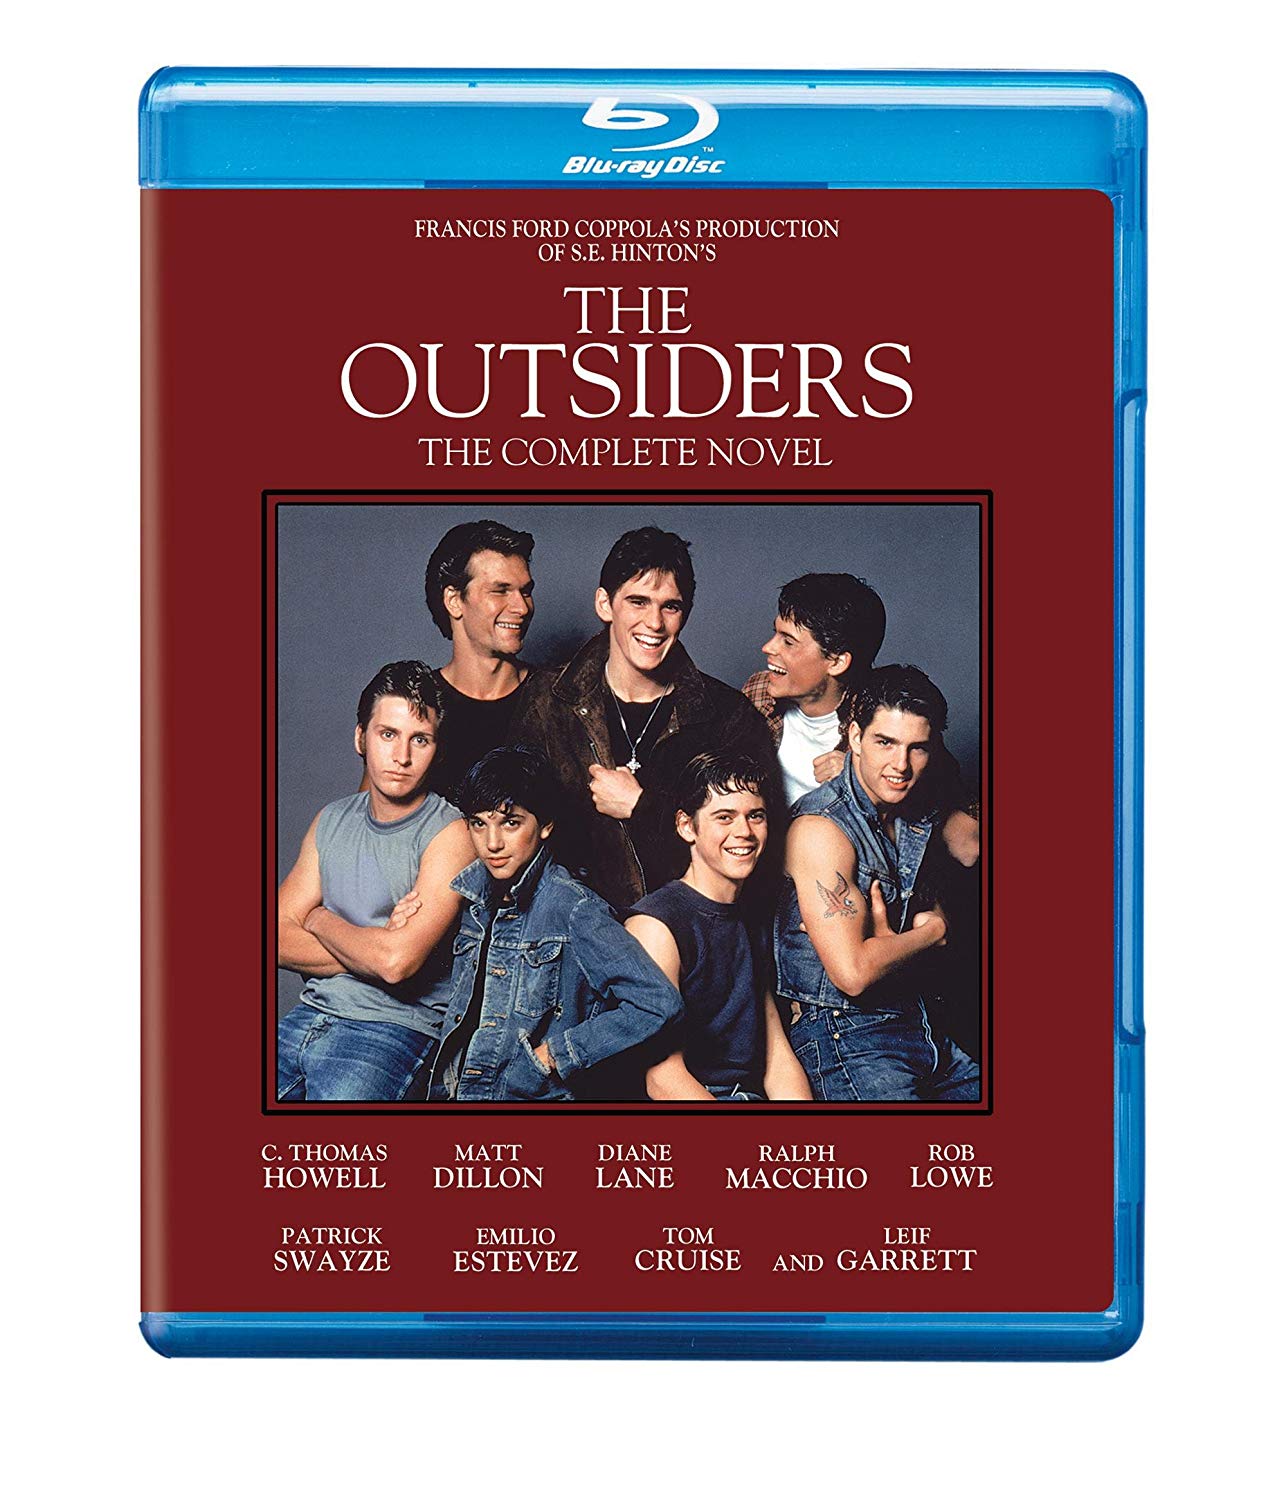 Blu-ray Disc
TM
FRANCIS FORD COPPOLA'S PRODUCTION
OF S.E. HINTON'S
THE
OUTSIDERS
THE COMPLETE NOVEL
C. THOMAS HOWELL
MATT DILLON
DIANE LANE
RALPH MACCHIO
ROB LOWE
PATRICK SWAYZE
EMILIO ESTEVEZ
TOM CRUISE
AND LEIF GARRETT